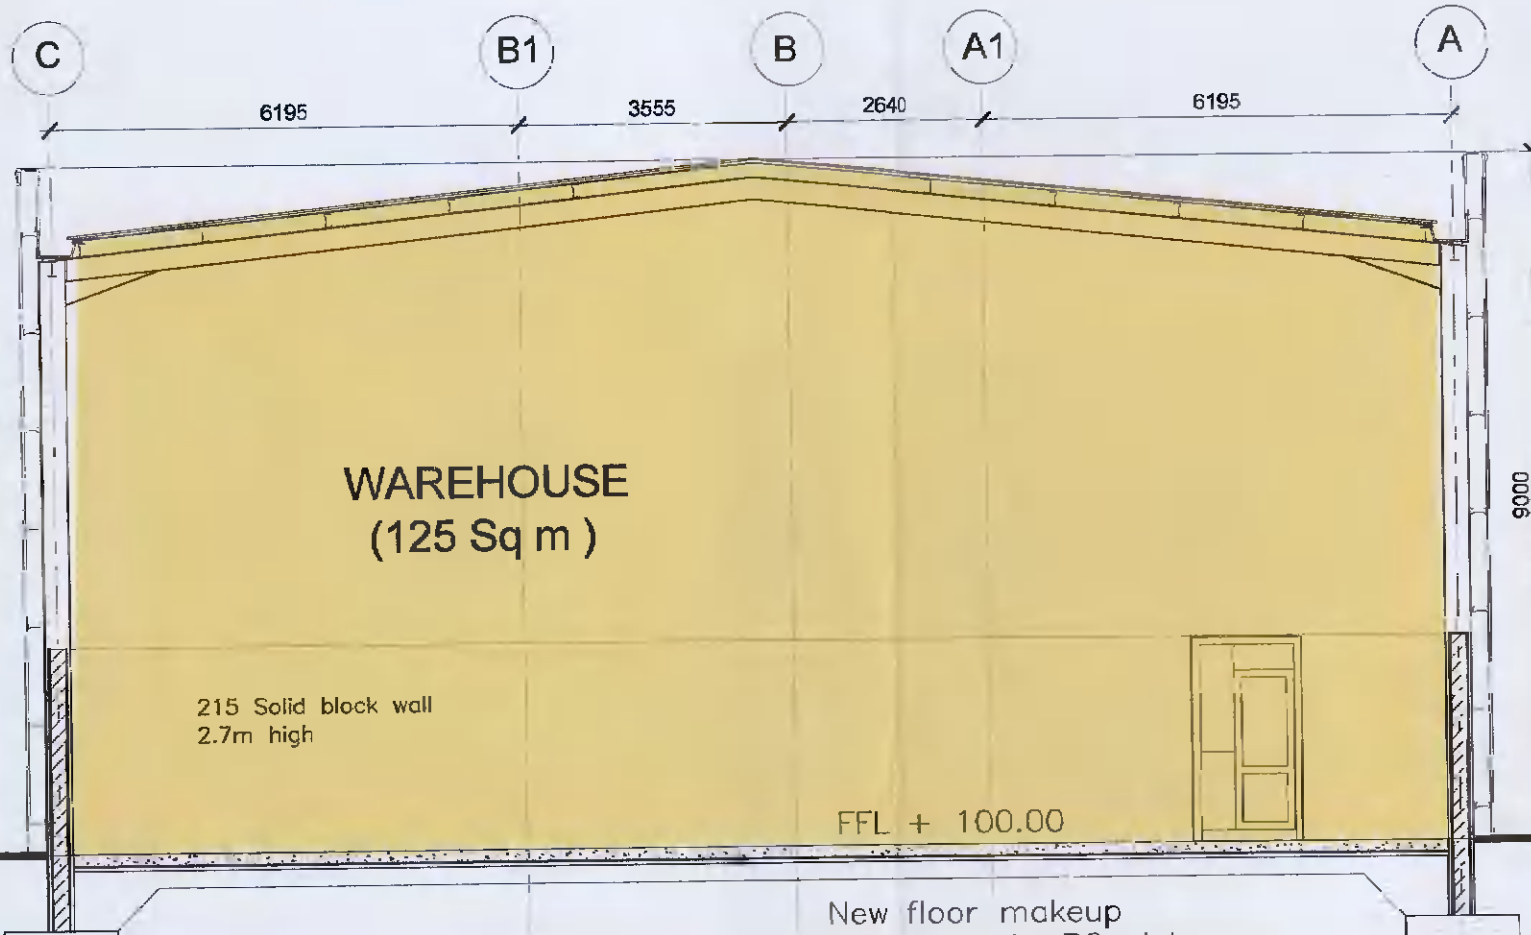 C B1 B A1 A
6195 3555 2640 6195
9000
WAREHOUSE
(125 Sq m )
215 Solid block wall
2.7m high
FFL + 100.00
New floor makeup